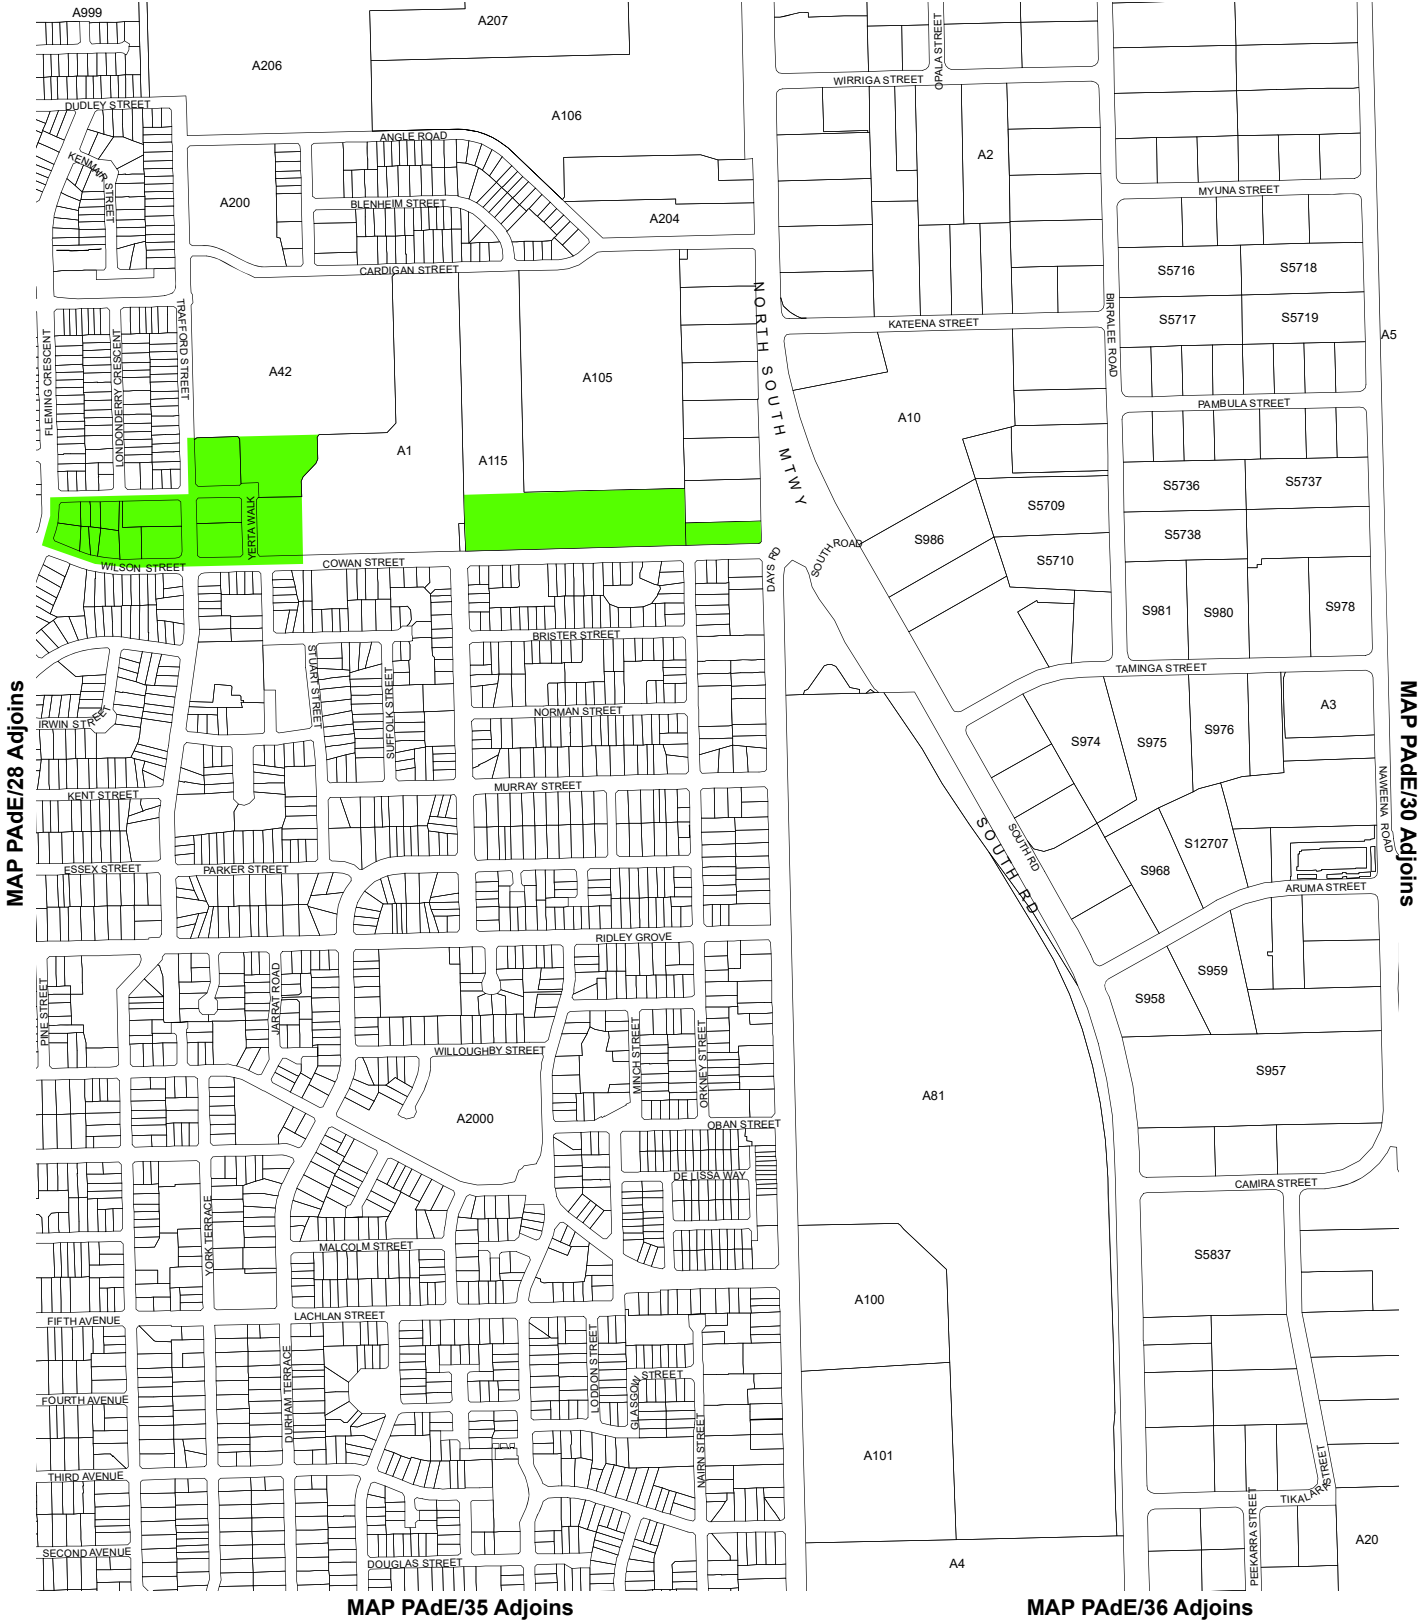 A999
A207
A206
WIRRIGA STREET
OPALA STREET
DUDLEY STREET
A106
ANGLE ROAD
A2
KENMAIR STREET
MYUNA STREET
A200
BLENHEIM STREET
A204
CARDIGAN STREET
S5716
S5718
NORTH SOUTH MTWY
BIRRALEE ROAD
TRAFFORD STREET
KATEENA STREET
S5717
S5719
A5
FLEMING CRESCENT
LONDONDERRY CRESCENT
A42
A105
PAMBULA STREET
A10
A1
A115
S5736
S5737
S5709
YERTA WALK
S986
S5738
COWAN STREET
WILSON STREET
DAYS RD
SOUTH ROAD
S5710
S981
S980
S978
BRISTER STREET
STUART STREET
SUFFOLK STREET
TAMINGA STREET
MAP PAdE/28 Adjoins
MAP PAdE/30 Adjoins
IRWIN STREET
NORMAN STREET
A3
S974
S975
S976
MURRAY STREET
KENT STREET
NAWEENA ROAD
SOUTH RD
SOUTH RD
S12707
ESSEX STREET
PARKER STREET
S968
ARUMA STREET
RIDLEY GROVE
S959
S958
PINE STREET
JARRAT ROAD
WILLOUGHBY STREET
MINCH STREET
ORKNEY STREET
S957
A81
A2000
OBAN STREET
DE LISSA WAY
CAMIRA STREET
YORK TERRACE
MALCOLM STREET
S5837
A100
LACHLAN STREET
FIFTH AVENUE
DURHAM TERRACE
LODDON STREET
GLASGOW STREET
FOURTH AVENUE
NAIRN STREET
A101
THIRD AVENUE
TIKALARA STREET
PEEKARRA STREET
A20
SECOND AVENUE
DOUGLAS STREET
A4
MAP PAdE/35 Adjoins
MAP PAdE/36 Adjoins